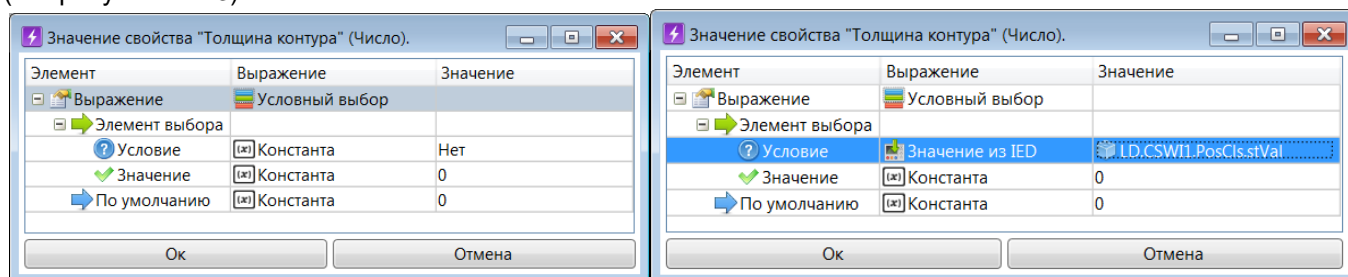 Значение свойства "Толщина контура" (Число).
Элемент Выражение Значение
Выражение Условный выбор
Элемент выбора
Условие (x) Константа Нет
Значение (x) Константа 0
По умолчанию (x) Константа 0
Ок Отмена
Значение свойства "Толщина контура" (Число).
Элемент Выражение Значение
Выражение Условный выбор
Элемент выбора
Условие Значение из IED LD.CSWI1.PosCls.stVal
Значение (x) Константа 0
По умолчанию (x) Константа 0
Ок Отмена